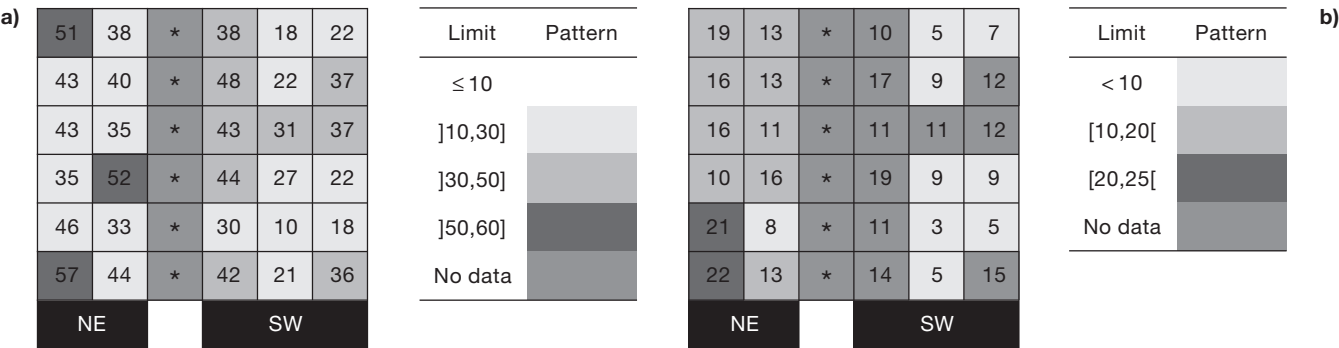 a)
51 38 * 38 18 22
43 40 * 48 22 37
43 35 * 43 31 37
35 52 * 44 27 22
46 33 * 30 10 18
57 44 * 42 21 36
NE SW
Limit Pattern
≤ 10
]10,30]
]30,50]
]50,60]
No data
19 13 * 10 5 7
16 13 * 17 9 12
16 11 * 11 11 12
10 16 * 19 9 9
21 8 * 11 3 5
22 13 * 14 5 15
NE SW
Limit Pattern
< 10
[10,20[
[20,25[
No data
b)